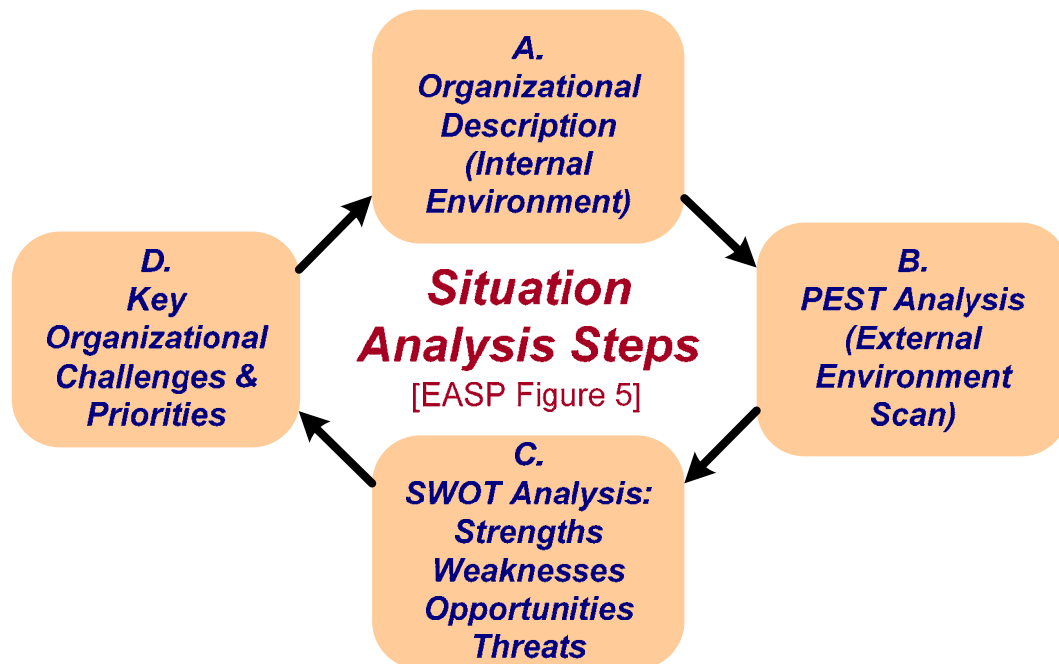 A.
Organizational
Description
(Internal
Environment)
B.
PEST Analysis
(External
Environment
Scan)
C.
SWOT Analysis:
Strengths
Weaknesses
Opportunities
Threats
D.
Key
Organizational
Challenges &
Priorities
Situation
Analysis Steps
[EASP Figure 5]